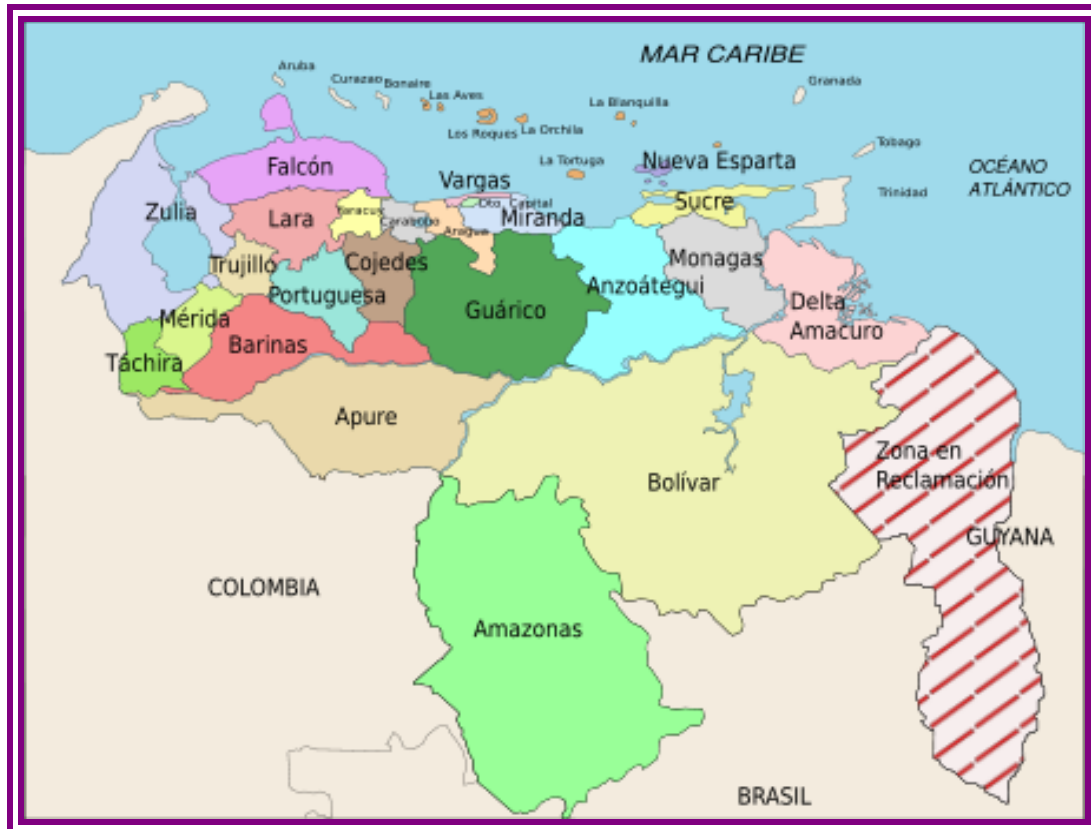 MAR CARIBE
Aruba
Curazao
Bonaire
Las Aves
Los Roques
La Orchila
La Blanquilla
Granada
La Tortuga
Nueva Esparta
Tobago
Trinidad
OCÉANO
ATLÁNTICO
Falcón
Vargas
Dto. Capital
Zulia
Lara
Yaracuy
Carabobo
Aragua
Miranda
Sucre
Trujillo
Cojedes
Portuguesa
Guárico
Anzoátegui
Monagas
Delta
Amacuro
Mérida
Táchira
Barinas
Apure
Bolívar
Zona en
Reclamación
GUYANA
COLOMBIA
Amazonas
BRASIL